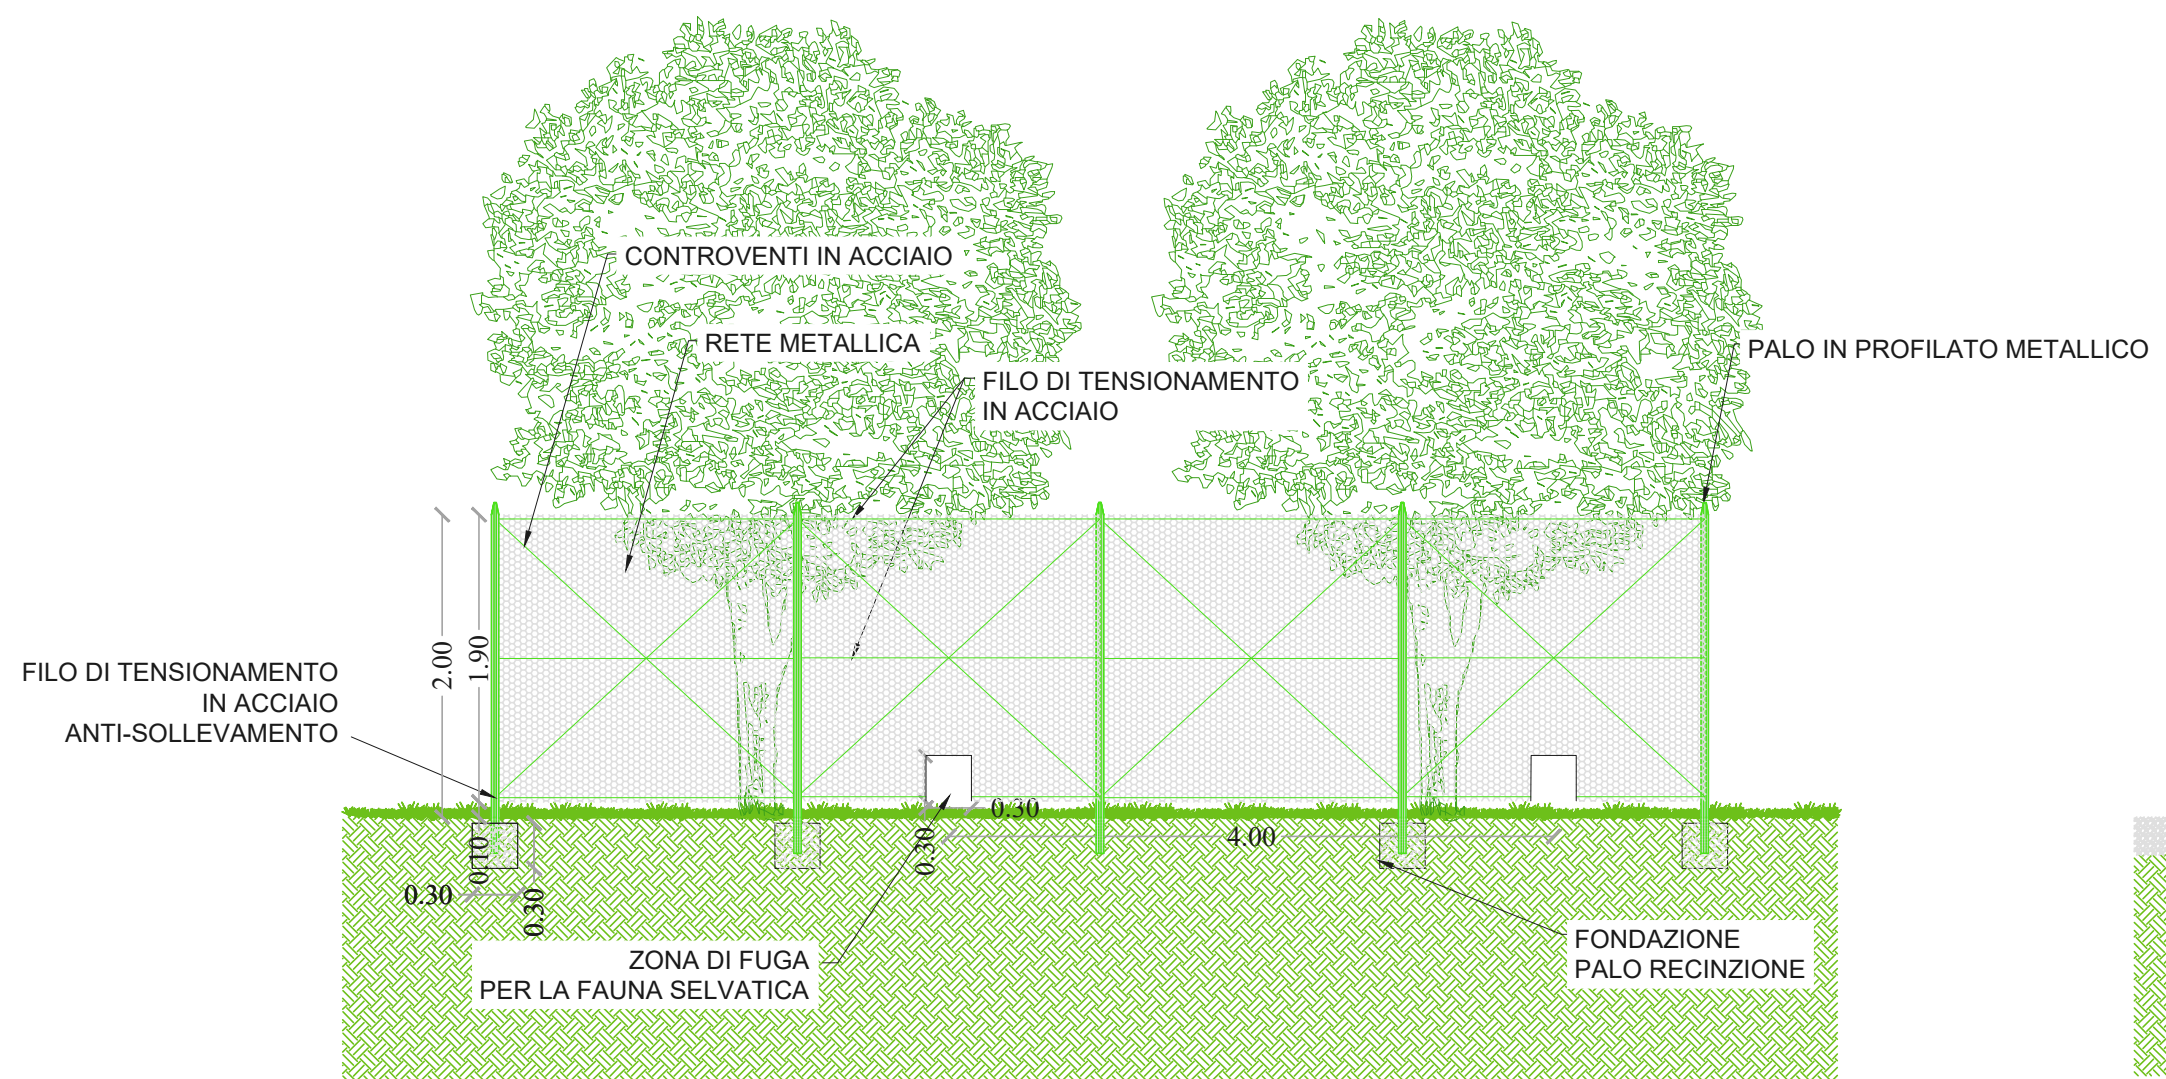 CONTROVENTI IN ACCIAIO
RETE METALLICA
PALO IN PROFILATO METALLICO
FILO DI TENSIONAMENTO
IN ACCIAIO
2.00
1.90
FILO DI TENSIONAMENTO
IN ACCIAIO
ANTI-SOLLEVAMENTO
0.30
4.00
0.30
0.10
0.30
0.30
ZONA DI FUGA
PER LA FAUNA SELVATICA
FONDAZIONE
PALO RECINZIONE